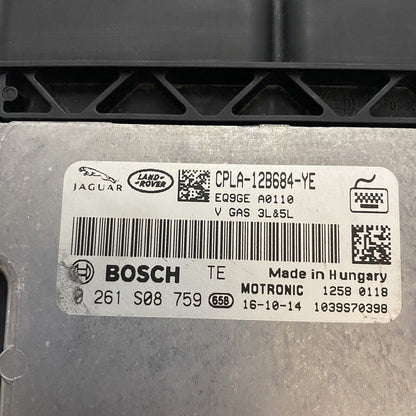 JAGUAR
LAND-
ROVER
CPLA-12B684-YE
EQ9GE A0110
V GAS 3L&5L
BOSCH TE
Made in Hungary
0 261 S08 759 65B
MOTRONIC 1258 0118
16-10-14 1039S70398